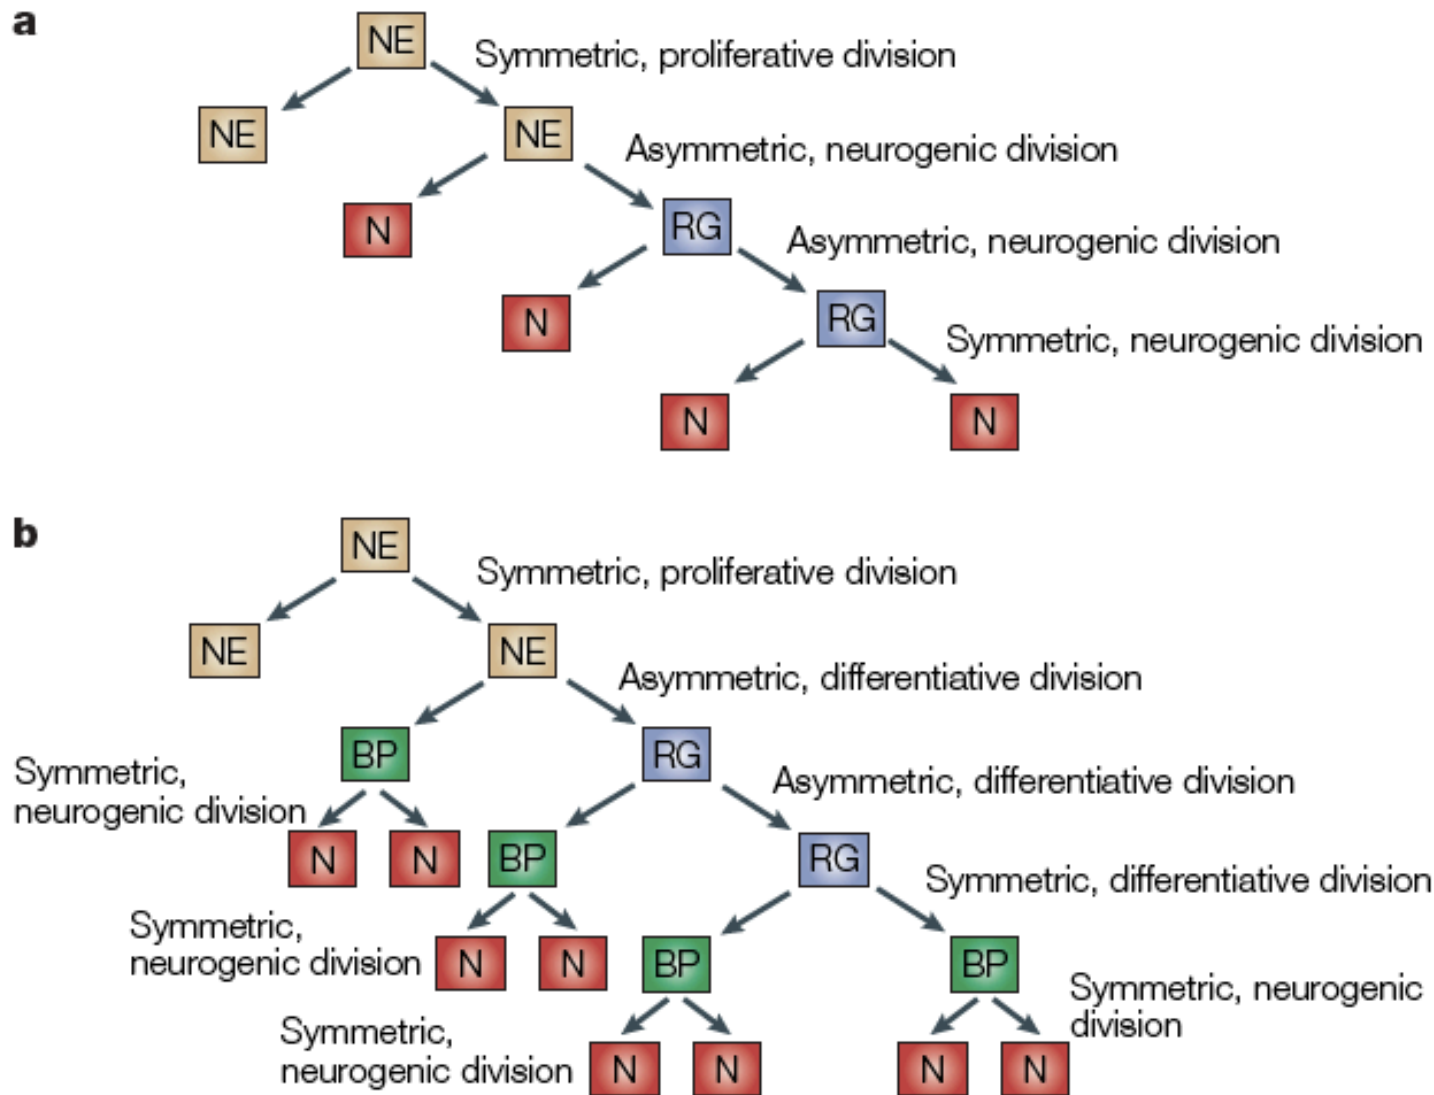 a
NE
Symmetric, proliferative division
NE
NE
Asymmetric, neurogenic division
N
RG
Asymmetric, neurogenic division
N
RG
Symmetric, neurogenic division
N
N
b
NE
Symmetric, proliferative division
NE
NE
Asymmetric, differentiative division
BP
RG
Symmetric,
neurogenic division
Asymmetric, differentiative division
N
N
BP
RG
Symmetric, differentiative division
Symmetric,
neurogenic division
N
N
BP
BP
Symmetric, neurogenic
division
Symmetric,
neurogenic division
N
N
N
N